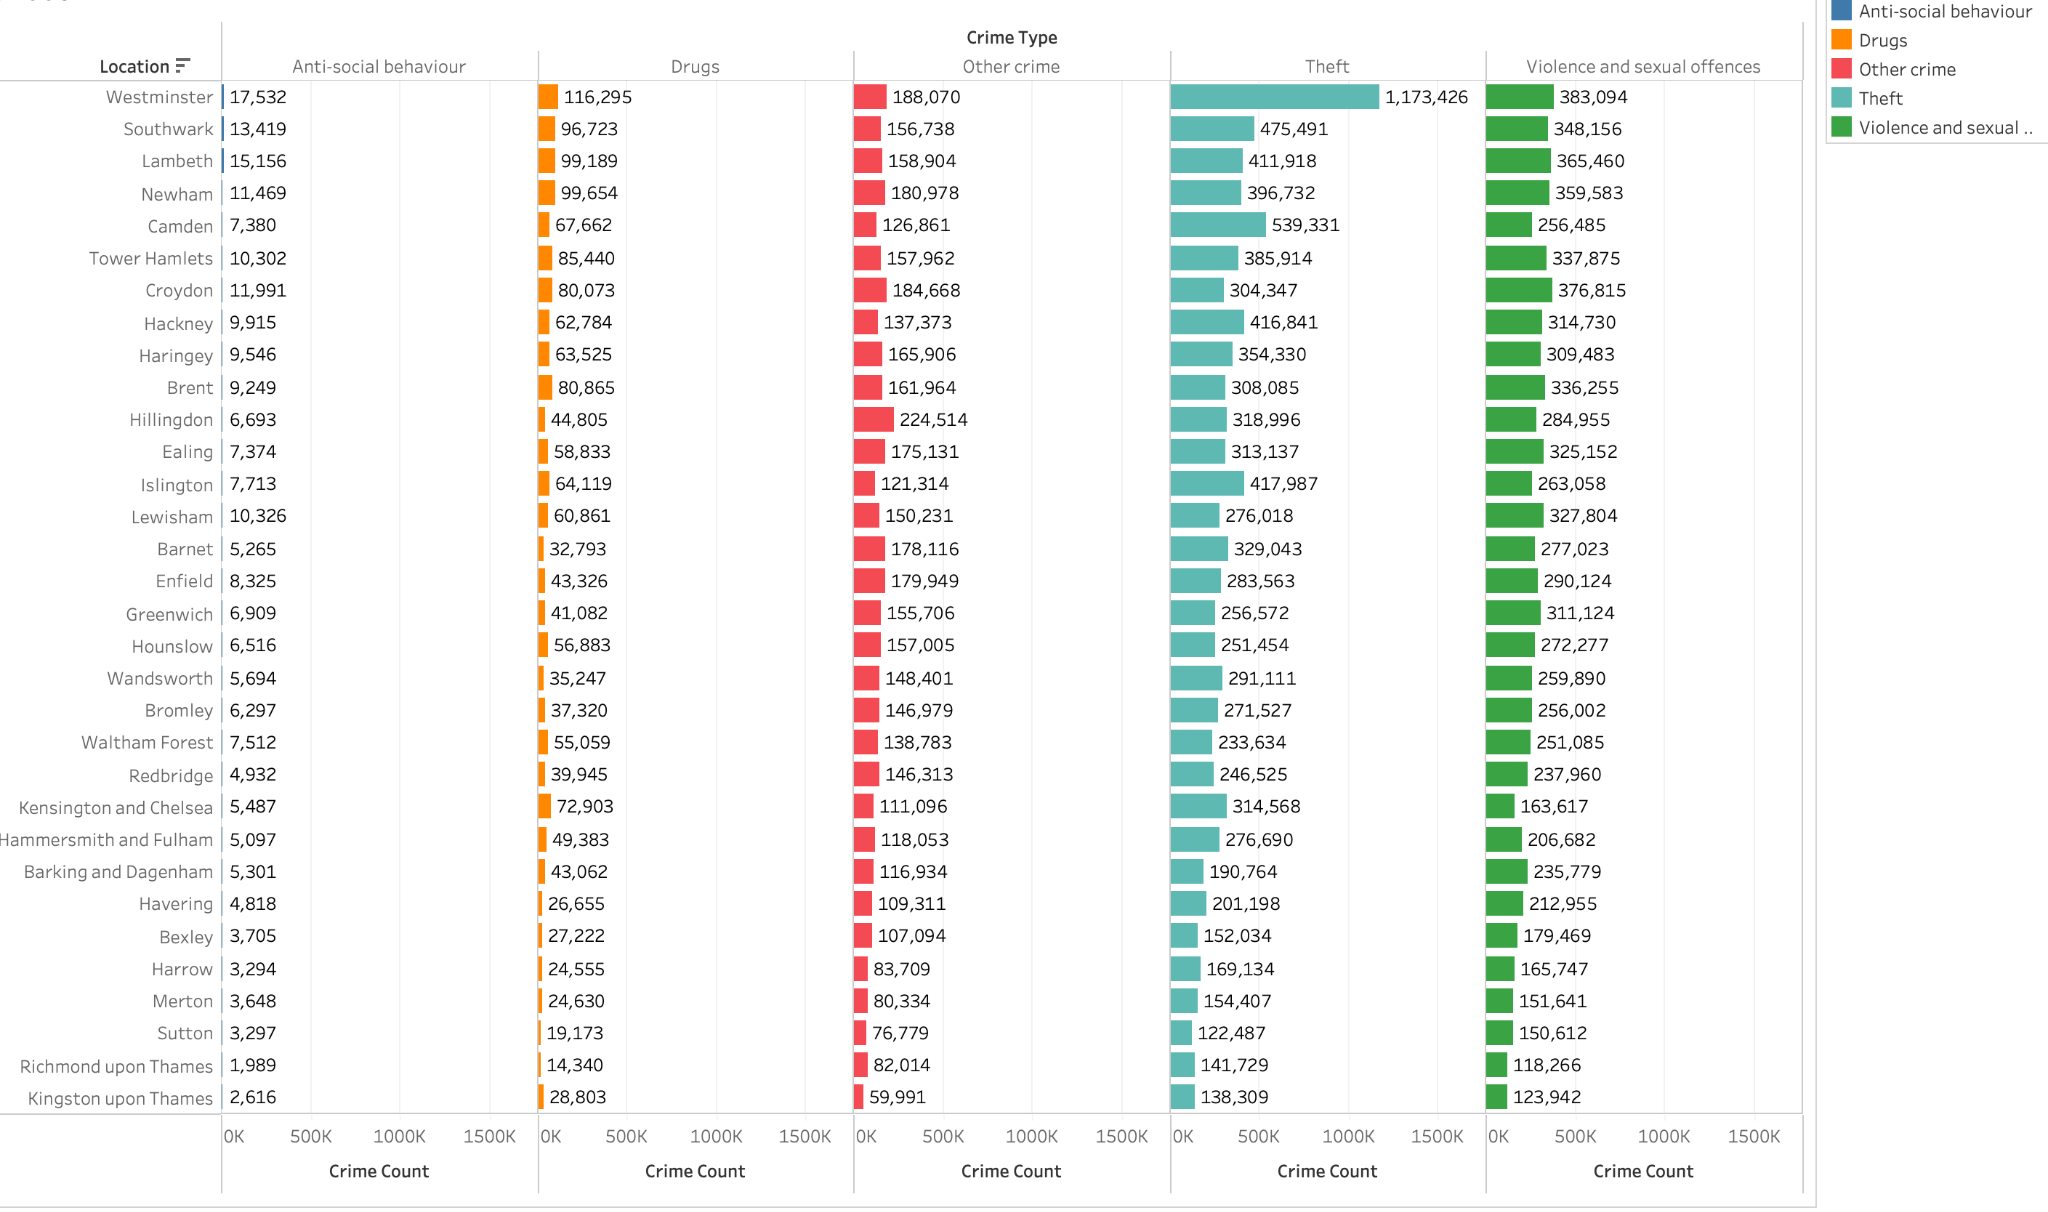 Crime Type
Location Anti-social behaviour Drugs Other crime Theft Violence and sexual offences
Westminster 17,532 116,295 188,070 1,173,426 383,094
Southwark 13,419 96,723 156,738 475,491 348,156
Lambeth 15,156 99,189 158,904 411,918 365,460
Newham 11,469 99,654 180,978 396,732 359,583
Camden 7,380 67,662 126,861 539,331 256,485
Tower Hamlets 10,302 85,440 157,962 385,914 337,875
Croydon 11,991 80,073 184,668 304,347 376,815
Hackney 9,915 62,784 137,373 416,841 314,730
Haringey 9,546 63,525 165,906 354,330 309,483
Brent 9,249 80,865 161,964 308,085 336,255
Hillingdon 6,693 44,805 224,514 318,996 284,955
Ealing 7,374 58,833 175,131 313,137 325,152
Islington 7,713 64,119 121,314 417,987 263,058
Lewisham 10,326 60,861 150,231 276,018 327,804
Barnet 5,265 32,793 178,116 329,043 277,023
Enfield 8,325 43,326 179,949 283,563 290,124
Greenwich 6,909 41,082 155,706 256,572 311,124
Hounslow 6,516 56,883 157,005 251,454 272,277
Wandsworth 5,694 35,247 148,401 291,111 259,890
Bromley 6,297 37,320 146,979 271,527 256,002
Waltham Forest 7,512 55,059 138,783 233,634 251,085
Redbridge 4,932 39,945 146,313 246,525 237,960
Kensington and Chelsea 5,487 72,903 111,096 314,568 163,617
Hammersmith and Fulham 5,097 49,383 118,053 276,690 206,682
Barking and Dagenham 5,301 43,062 116,934 190,764 235,779
Havering 4,818 26,655 109,311 201,198 212,955
Bexley 3,705 27,222 107,094 152,034 179,469
Harrow 3,294 24,555 83,709 169,134 165,747
Merton 3,648 24,630 80,334 154,407 151,641
Sutton 3,297 19,173 76,779 122,487 150,612
Richmond upon Thames 1,989 14,340 82,014 141,729 118,266
Kingston upon Thames 2,616 28,803 59,991 138,309 123,942
0K 500K 1000K 1500K 0K 500K 1000K 1500K 0K 500K 1000K 1500K 0K 500K 1000K 1500K 0K 500K 1000K 1500K
Crime Count Crime Count Crime Count Crime Count Crime Count
Anti-social behaviour
Drugs
Other crime
Theft
Violence and sexual ..